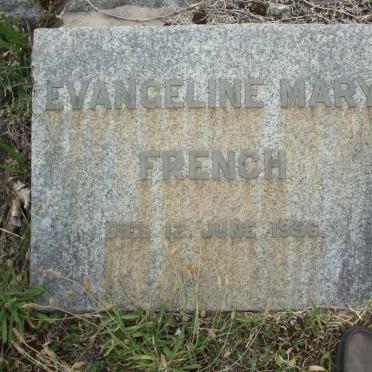 EVANGELINE MARY
FRENCH
DIED 12. JUNE 1936.